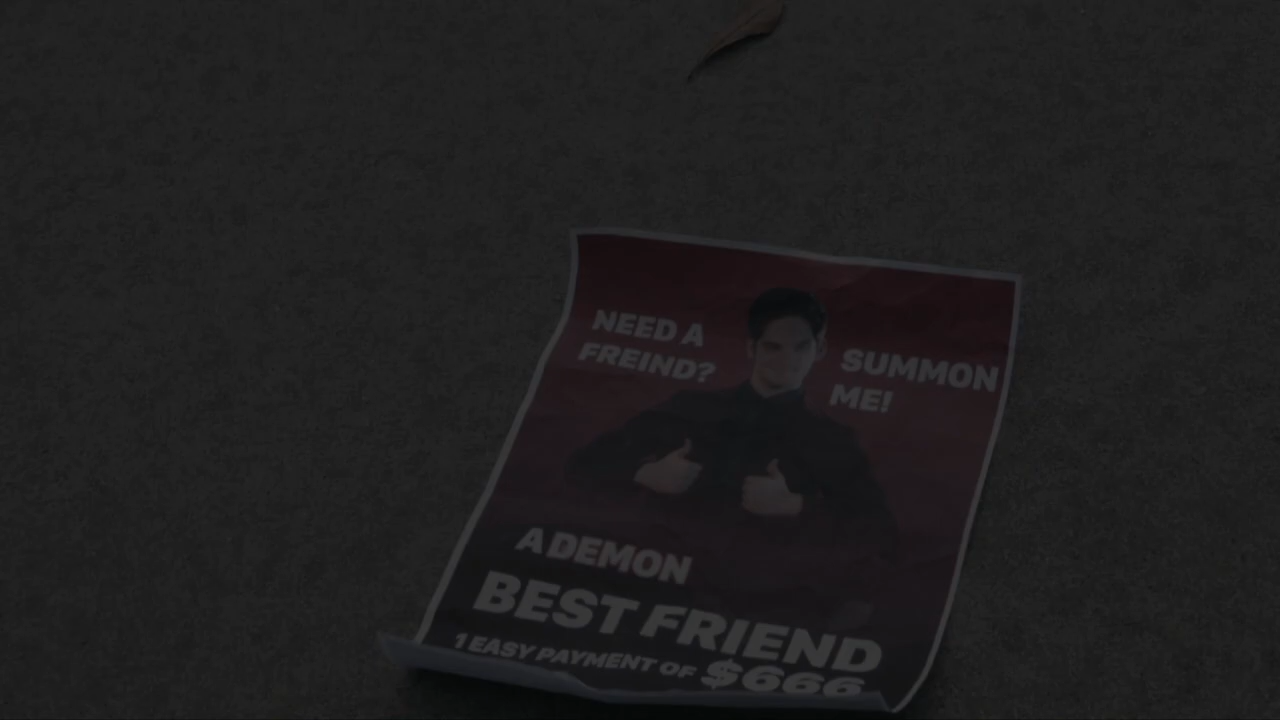 NEED A
FREIND?
SUMMON
ME!
A DEMON
BEST FRIEND
1 EASY PAYMENT OF $666